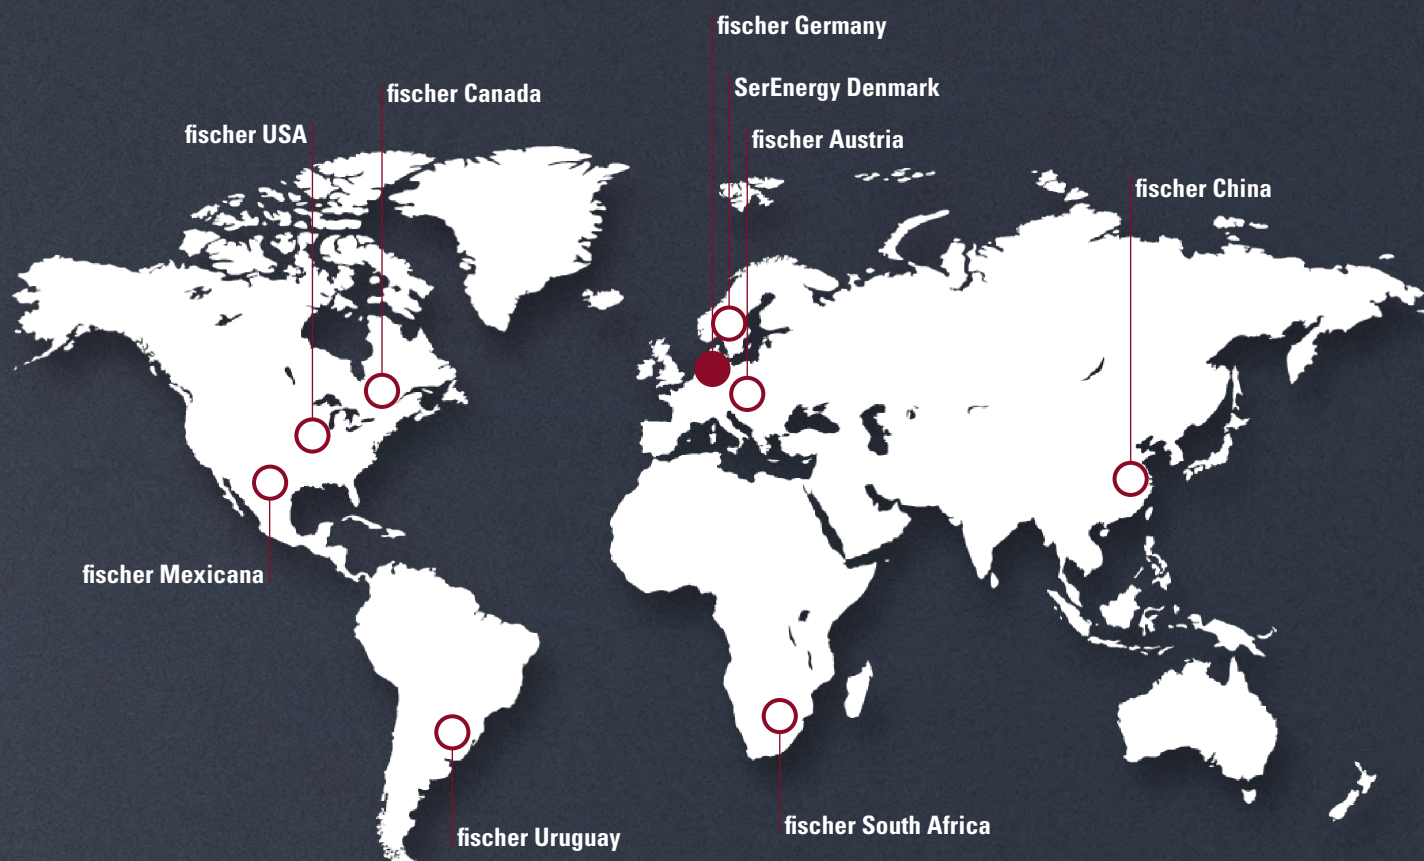 fischer Germany
SerEnergy Denmark
fischer Canada
fischer USA
fischer Austria
fischer China
fischer Mexicana
fischer South Africa
fischer Uruguay